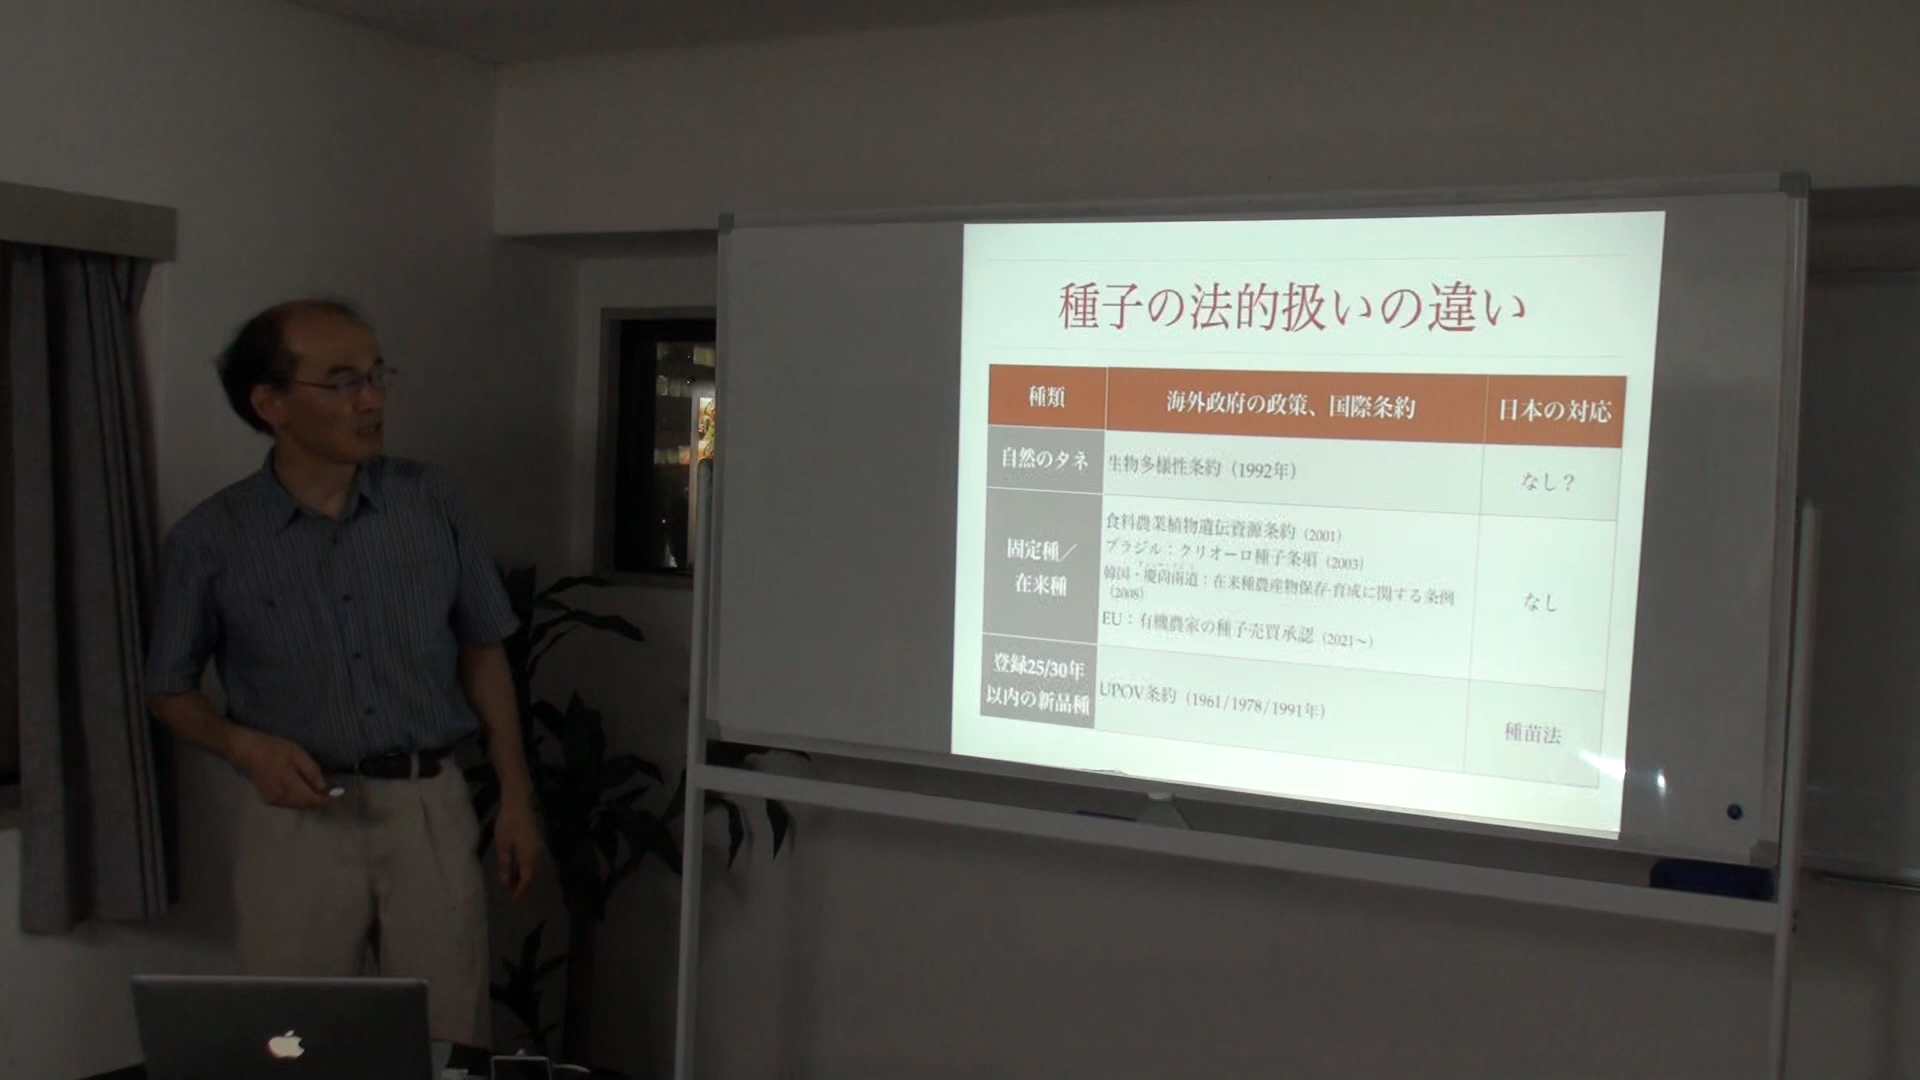 種子の法的扱いの違い
種類 海外政府の政策、国際条約 日本の対応
自然のタネ 生物多様性条約（1992年） なし？
固定種／
在来種
食料農業植物遺伝資源条約（2001）
ブラジル：クリオーロ種子条項（2003）
韓国・慶尚南道：在来種農産物保存・育成に関する条例
（2008）
EU：有機農家の種子売買承認（2021〜）
なし
登録25/30年
以内の新品種
UPOV条約（1961/1978/1991年）
種苗法